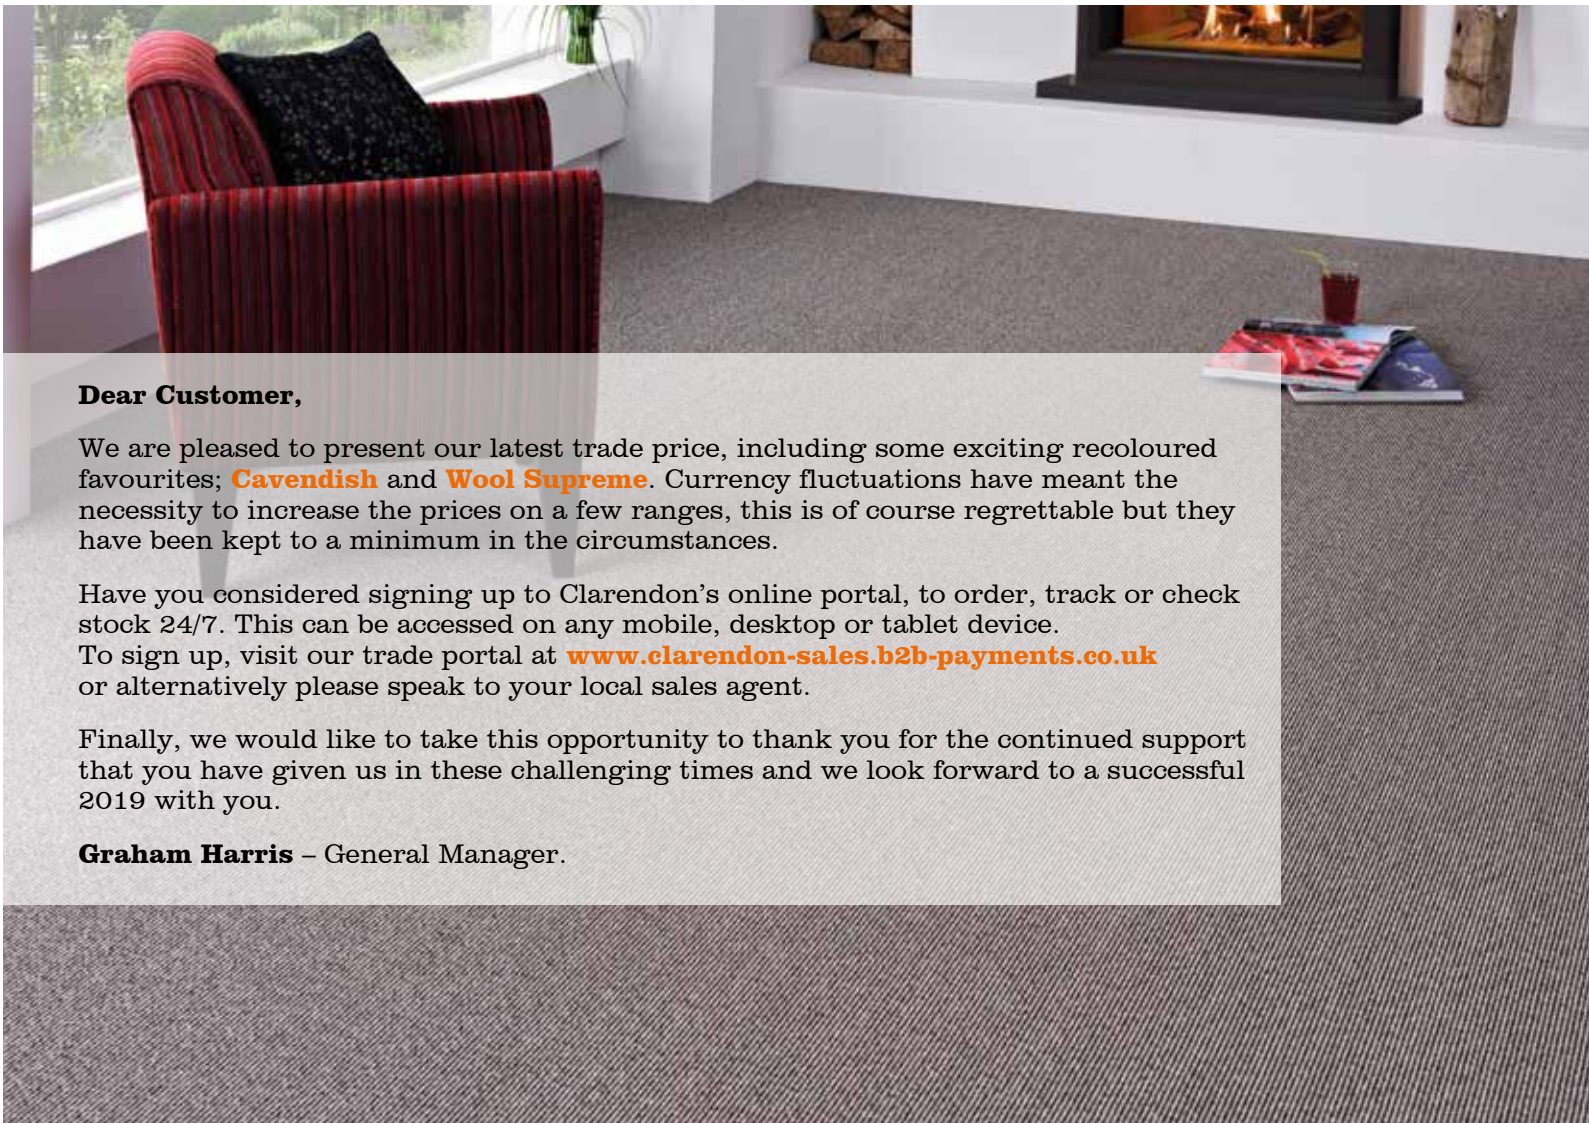 Dear Customer,
We are pleased to present our latest trade price, including some exciting recoloured
favourites; Cavendish and Wool Supreme. Currency fluctuations have meant the
necessity to increase the prices on a few ranges, this is of course regrettable but they
have been kept to a minimum in the circumstances.
Have you considered signing up to Clarendon’s online portal, to order, track or check
stock 24/7. This can be accessed on any mobile, desktop or tablet device.
To sign up, visit our trade portal at www.clarendon-sales.b2b-payments.co.uk
or alternatively please speak to your local sales agent.
Finally, we would like to take this opportunity to thank you for the continued support
that you have given us in these challenging times and we look forward to a successful
2019 with you.
Graham Harris – General Manager.